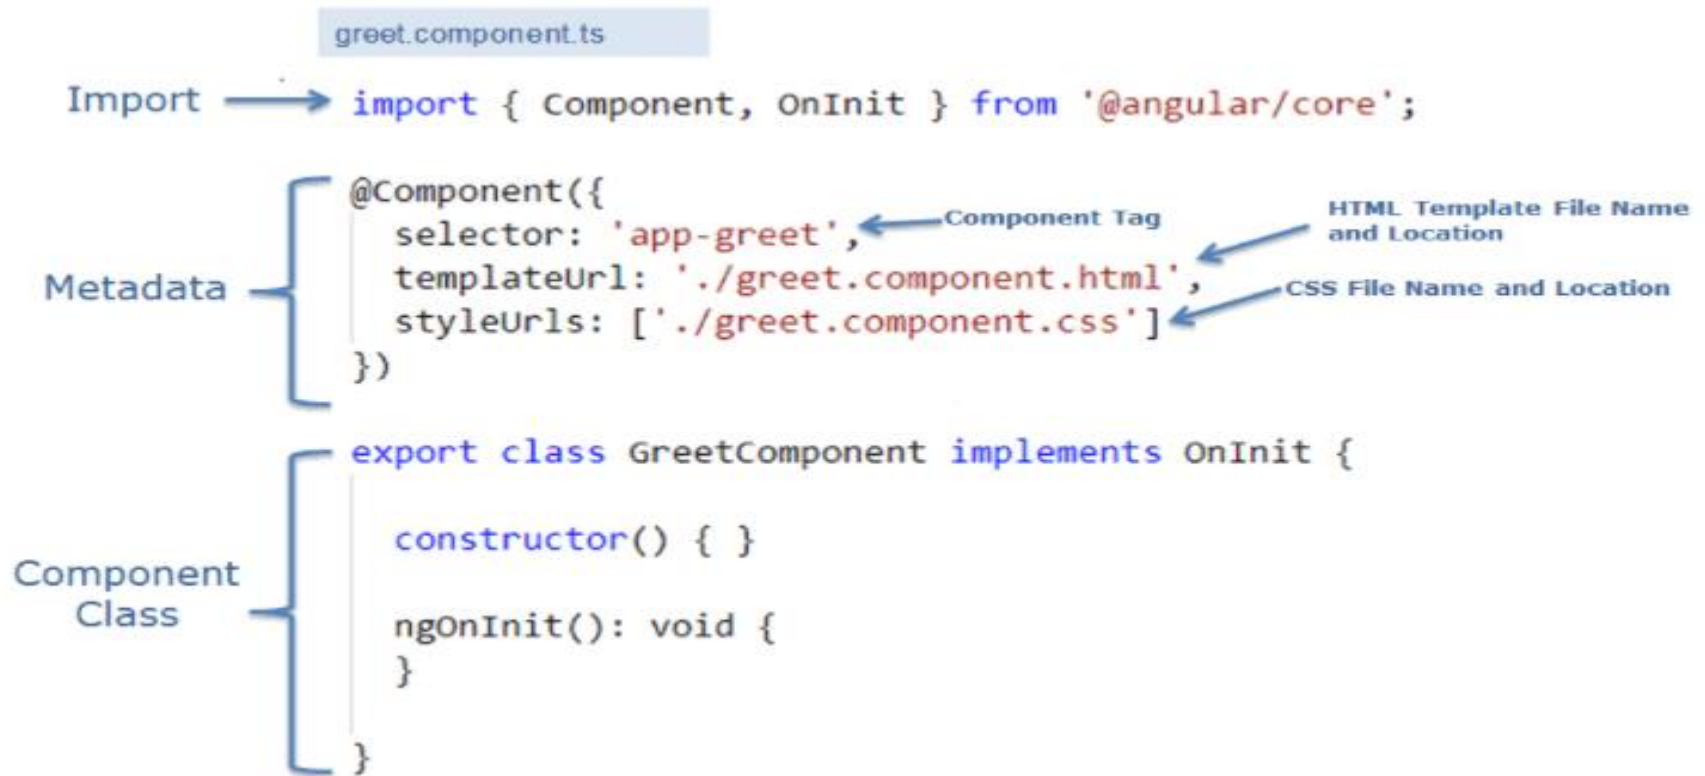 greet.component.ts
Import
import { Component, OnInit } from '@angular/core';
Metadata
@Component({
selector: 'app-greet',
Component Tag
templateUrl: './greet.component.html',
HTML Template File Name
and Location
styleUrls: ['./greet.component.css']
CSS File Name and Location
})
Component
Class
export class GreetComponent implements OnInit {
constructor() { }
ngOnInit(): void {
}
}